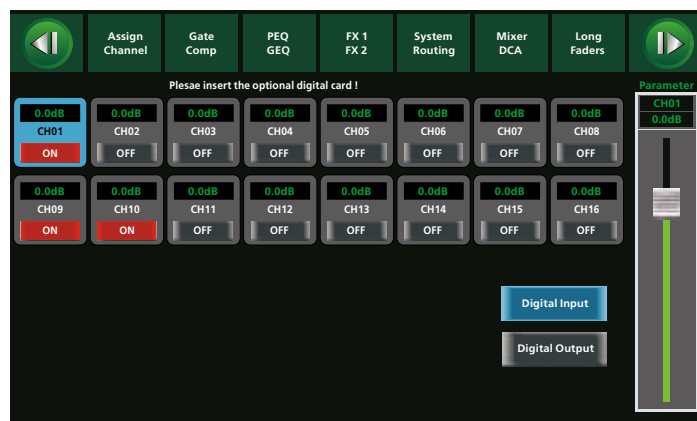 Assign
Channel
Gate
Comp
PEQ
GEQ
FX 1
FX 2
System
Routing
Mixer
DCA
Long
Faders
Plesae insert the optional digital card !
Parameter
CH01
0.0dB
0.0dB 0.0dB 0.0dB 0.0dB 0.0dB 0.0dB 0.0dB 0.0dB
CH01 CH02 CH03 CH04 CH05 CH06 CH07 CH08
ON OFF OFF OFF OFF OFF OFF OFF
0.0dB 0.0dB 0.0dB 0.0dB 0.0dB 0.0dB 0.0dB 0.0dB
CH09 CH10 CH11 CH12 CH13 CH14 CH15 CH16
ON ON OFF OFF OFF OFF OFF OFF
Digital Input
Digital Output